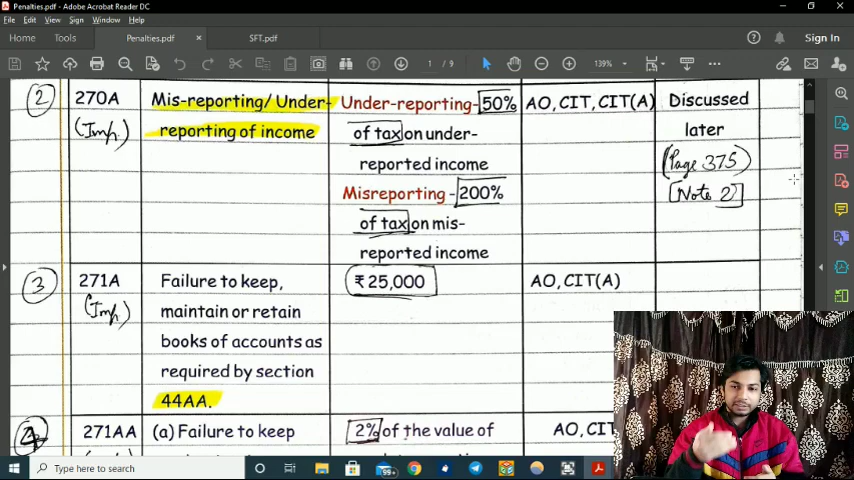 Penalties.pdf - Adobe Acrobat Reader DC
File Edit View Sign Window Help
Home Tools Penalties.pdf × SFT.pdf Sign In
1 / 9 139%
2 270A Mis-reporting/ Under- Under-reporting- 50% AO, CIT, CIT(A) Discussed
(Imp.) reporting of income of tax on under- later
reported income (Page 375)
Misreporting - 200% [Note 2]
of tax on mis-
reported income
3 271A Failure to keep, ₹ 25,000 AO, CIT(A)
(Imp.) maintain or retain
books of accounts as
required by section
44AA.
4 271AA (a) Failure to keep 2% of the value of AO, CIT
Type here to search 99+